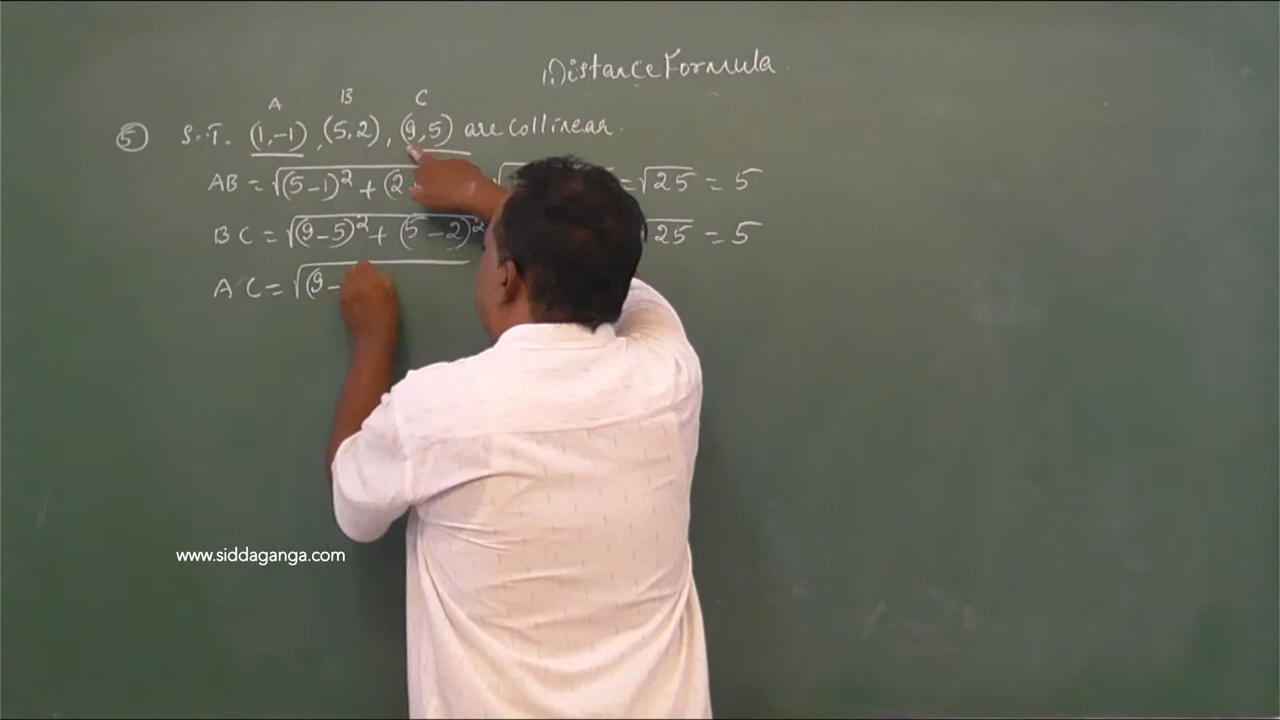 Distance Formula
A B C
5 S.T. (1,-1), (5,2), (9,5) are collinear.
AB = √(5-1)² + (2 √ = √25 = 5
BC = √(9-5)² + (5-2)² √25 = 5
AC = √(9-
www.siddaganga.com